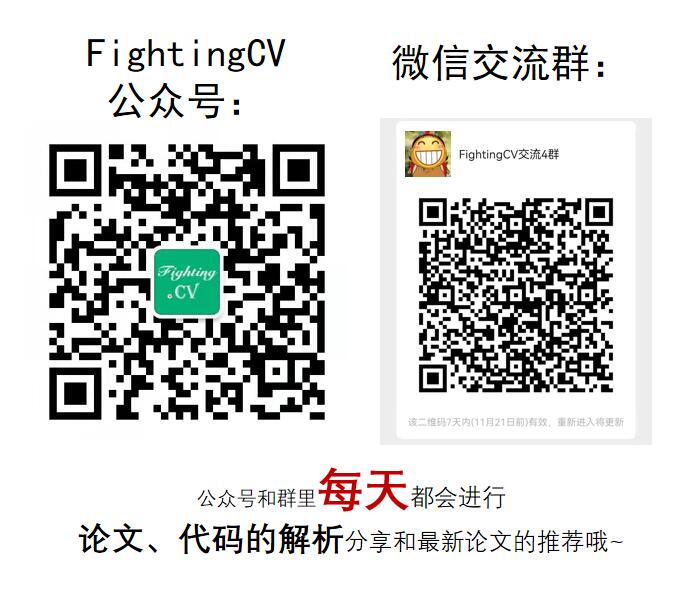 FightingCV
公众号：
微信交流群：
Fighting
.CV
FightingCV交流4群
该二维码7天内(11月21日前)有效，重新进入将更新
公众号和群里每天都会进行
论文、代码的解析分享和最新论文的推荐哦~